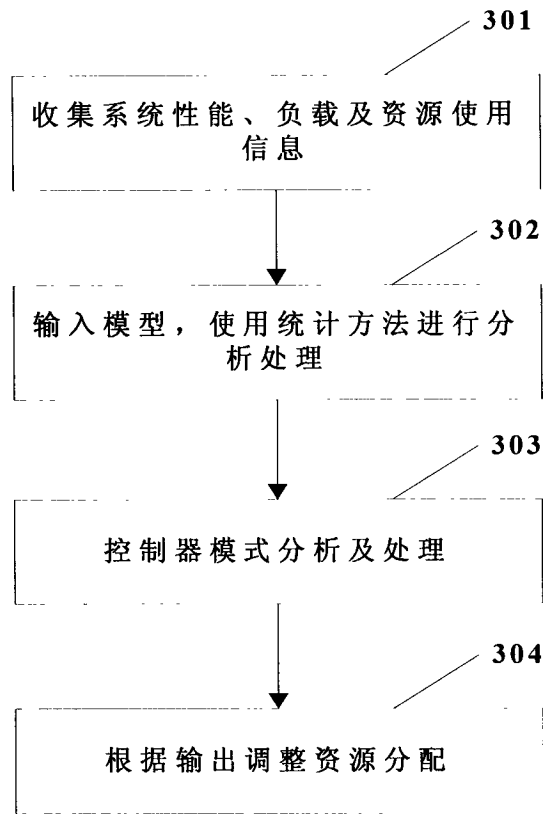 301
收集系统性能、负载及资源使用
信息
302
输入模型，使用统计方法进行分
析处理
303
控制器模式分析及处理
304
根据输出调整资源分配